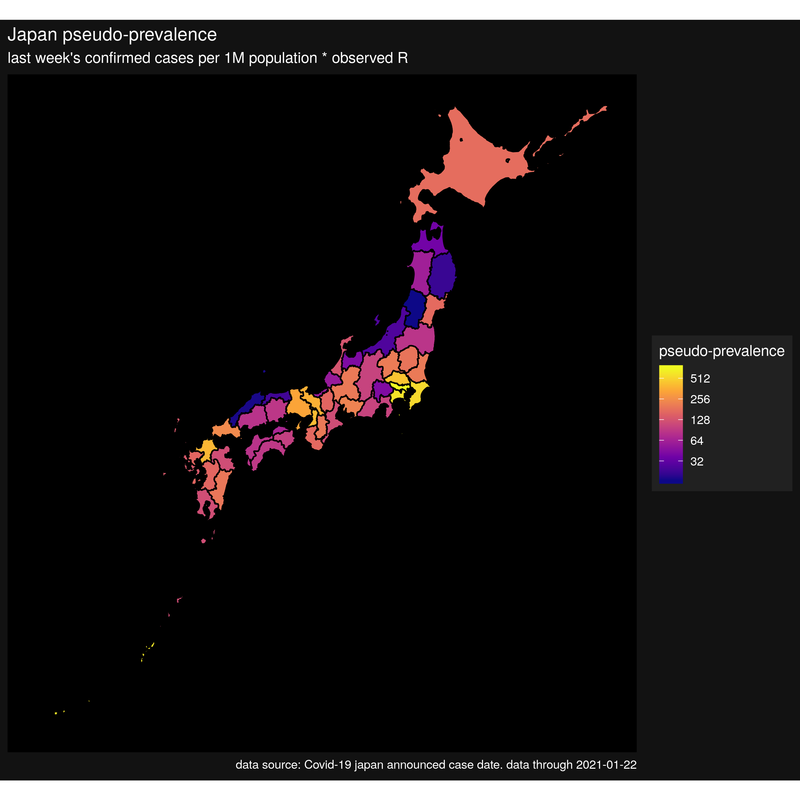 Japan pseudo-prevalence
last week's confirmed cases per 1M population * observed R
pseudo-prevalence
512
256
128
64
32
data source: Covid-19 japan announced case date. data through 2021-01-22